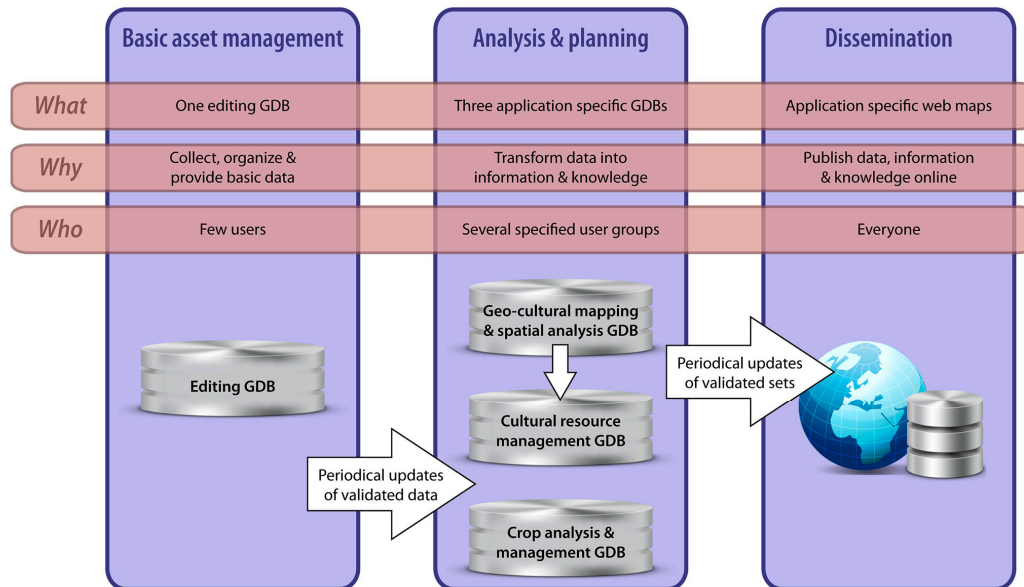 Basic asset management
Analysis & planning
Dissemination
What
One editing GDB
Three application specific GDBs
Application specific web maps
Why
Collect, organize &
provide basic data
Transform data into
information & knowledge
Publish data, information
& knowledge online
Who
Few users
Several specified user groups
Everyone
Editing GDB
Periodical updates
of validated data
Geo-cultural mapping
& spatial analysis GDB
Cultural resource
management GDB
Crop analysis &
management GDB
Periodical updates
of validated sets